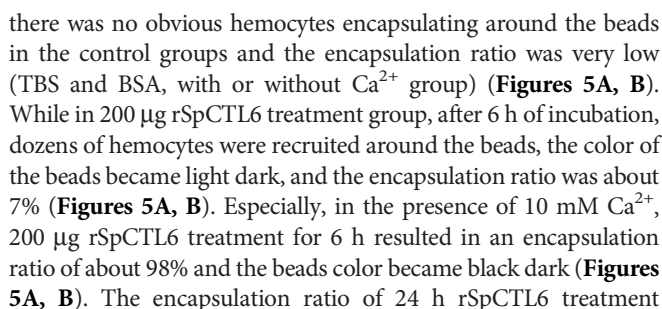 there was no obvious hemocytes encapsulating around the beads
in the control groups and the encapsulation ratio was very low
(TBS and BSA, with or without Ca²⁺ group) (Figures 5A, B).
While in 200 μg rSpCTL6 treatment group, after 6 h of incubation,
dozens of hemocytes were recruited around the beads, the color of
the beads became light dark, and the encapsulation ratio was about
7% (Figures 5A, B). Especially, in the presence of 10 mM Ca²⁺,
200 μg rSpCTL6 treatment for 6 h resulted in an encapsulation
ratio of about 98% and the beads color became black dark (Figures
5A, B). The encapsulation ratio of 24 h rSpCTL6 treatment